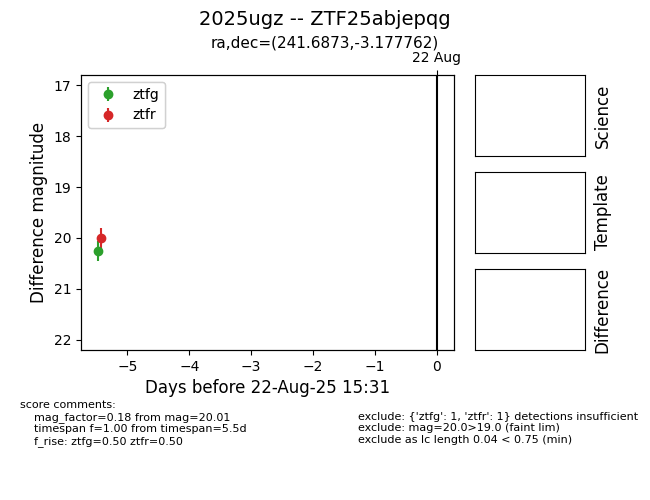 2025ugz -- ZTF25abjepqg
ra,dec=(241.6873,-3.177762)
22 Aug
ztfg
ztfr
17
18
19
20
21
22
Difference magnitude
−5
−4
−3
−2
−1
0
Days before 22-Aug-25 15:31
Science
Template
Difference
score comments:
mag_factor=0.18 from mag=20.01
timespan f=1.00 from timespan=5.5d
f_rise: ztfg=0.50 ztfr=0.50
exclude: {'ztfg': 1, 'ztfr': 1} detections insufficient
exclude: mag=20.0>19.0 (faint lim)
exclude as lc length 0.04 < 0.75 (min)